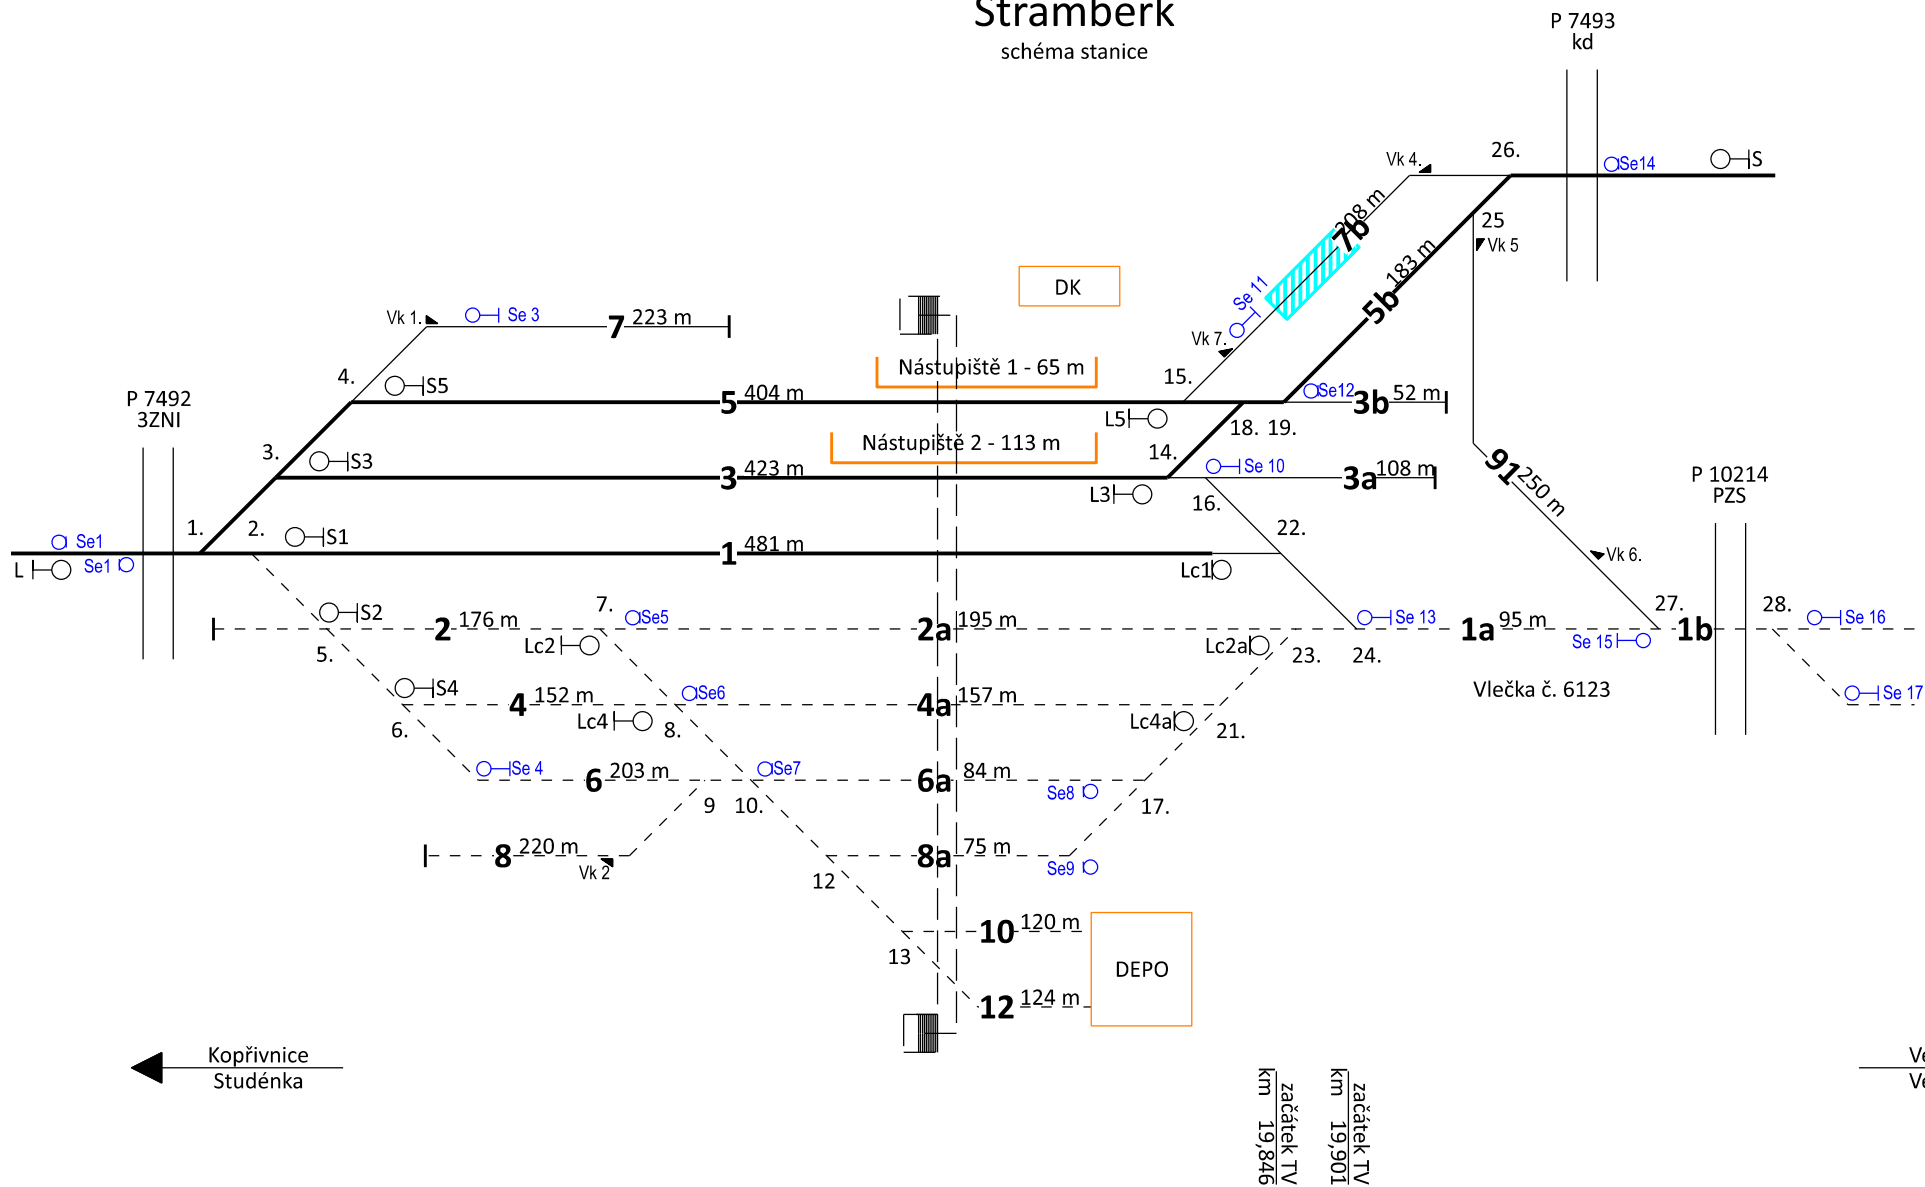 Štramberk
schéma stanice
P 7493
kd
26.
Se14
S
Vk 4.
208 m
7b
25
Vk 5
183 m
5b
Se 11
DK
Vk 1.
Se 3
7 223 m
Vk 7.
Nástupiště 1 - 65 m
4.
S5
5 404 m
15.
Se12
3b 52 m
L5
P 7492
3ZNI
18. 19.
Nástupiště 2 - 113 m
3.
S3
14.
Se 10
3 423 m
3a 108 m
91 250 m
P 10214
PZS
L3
16.
1. 2.
S1
22.
Se1
1 481 m
Vk 6.
L
Se1
Lc1
S2
7.
Se5
Se 13
27.
28.
Se 16
2 176 m
2a 195 m
1a 95 m
1b
5.
Lc2
Lc2a
23.
24.
Se 15
S4
Se6
Vlečka č. 6123
Se 17
4 152 m
4a 157 m
6.
Lc4
8.
Lc4a
21.
Se 4
Se7
6 203 m
6a 84 m
9 10.
Se8
17.
8 220 m
8a 75 m
Vk 2
12
Se9
10 120 m
13
DEPO
12 124 m
Kopřivnice
Studénka
Ve
Ve
začátek TV
km 19,846
začátek TV
km 19,901